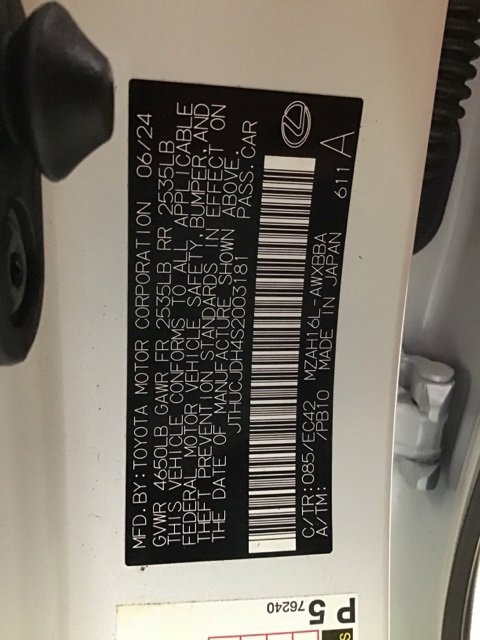 MFD. BY: TOYOTA MOTOR CORPORATION 06/24
GVWR 4650LB GAWR FR 2535LB RR 2535LB
THIS VEHICLE CONFORMS TO ALL APPLICABLE
FEDERAL MOTOR VEHICLE SAFETY, BUMPER, AND
THEFT PREVENTION STANDARDS IN EFFECT ON
THE DATE OF MANUFACTURE SHOWN ABOVE.
JTHUCJDH4S2003181 PASS CAR
C/TR: 085/EC42 MZAH16L-AWXBBA
A/TM: /PB10 MADE IN JAPAN 611 A
76240
P 5